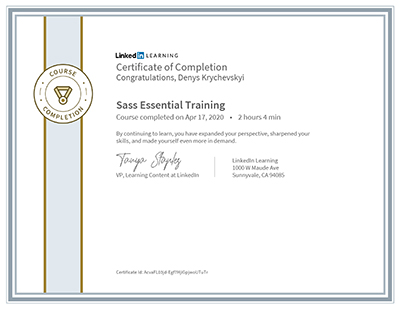 LinkedIn LEARNING
Certificate of Completion
Congratulations, Denys Krychevskyi
COURSE
COMPLETION
Sass Essential Training
Course completed on Apr 17, 2020 • 2 hours 4 min
By continuing to learn, you have expanded your perspective, sharpened your
skills, and made yourself even more in demand.
Tanya Staples
VP, Learning Content at LinkedIn
LinkedIn Learning
1000 W Maude Ave
Sunnyvale, CA 94085
Certificate Id: